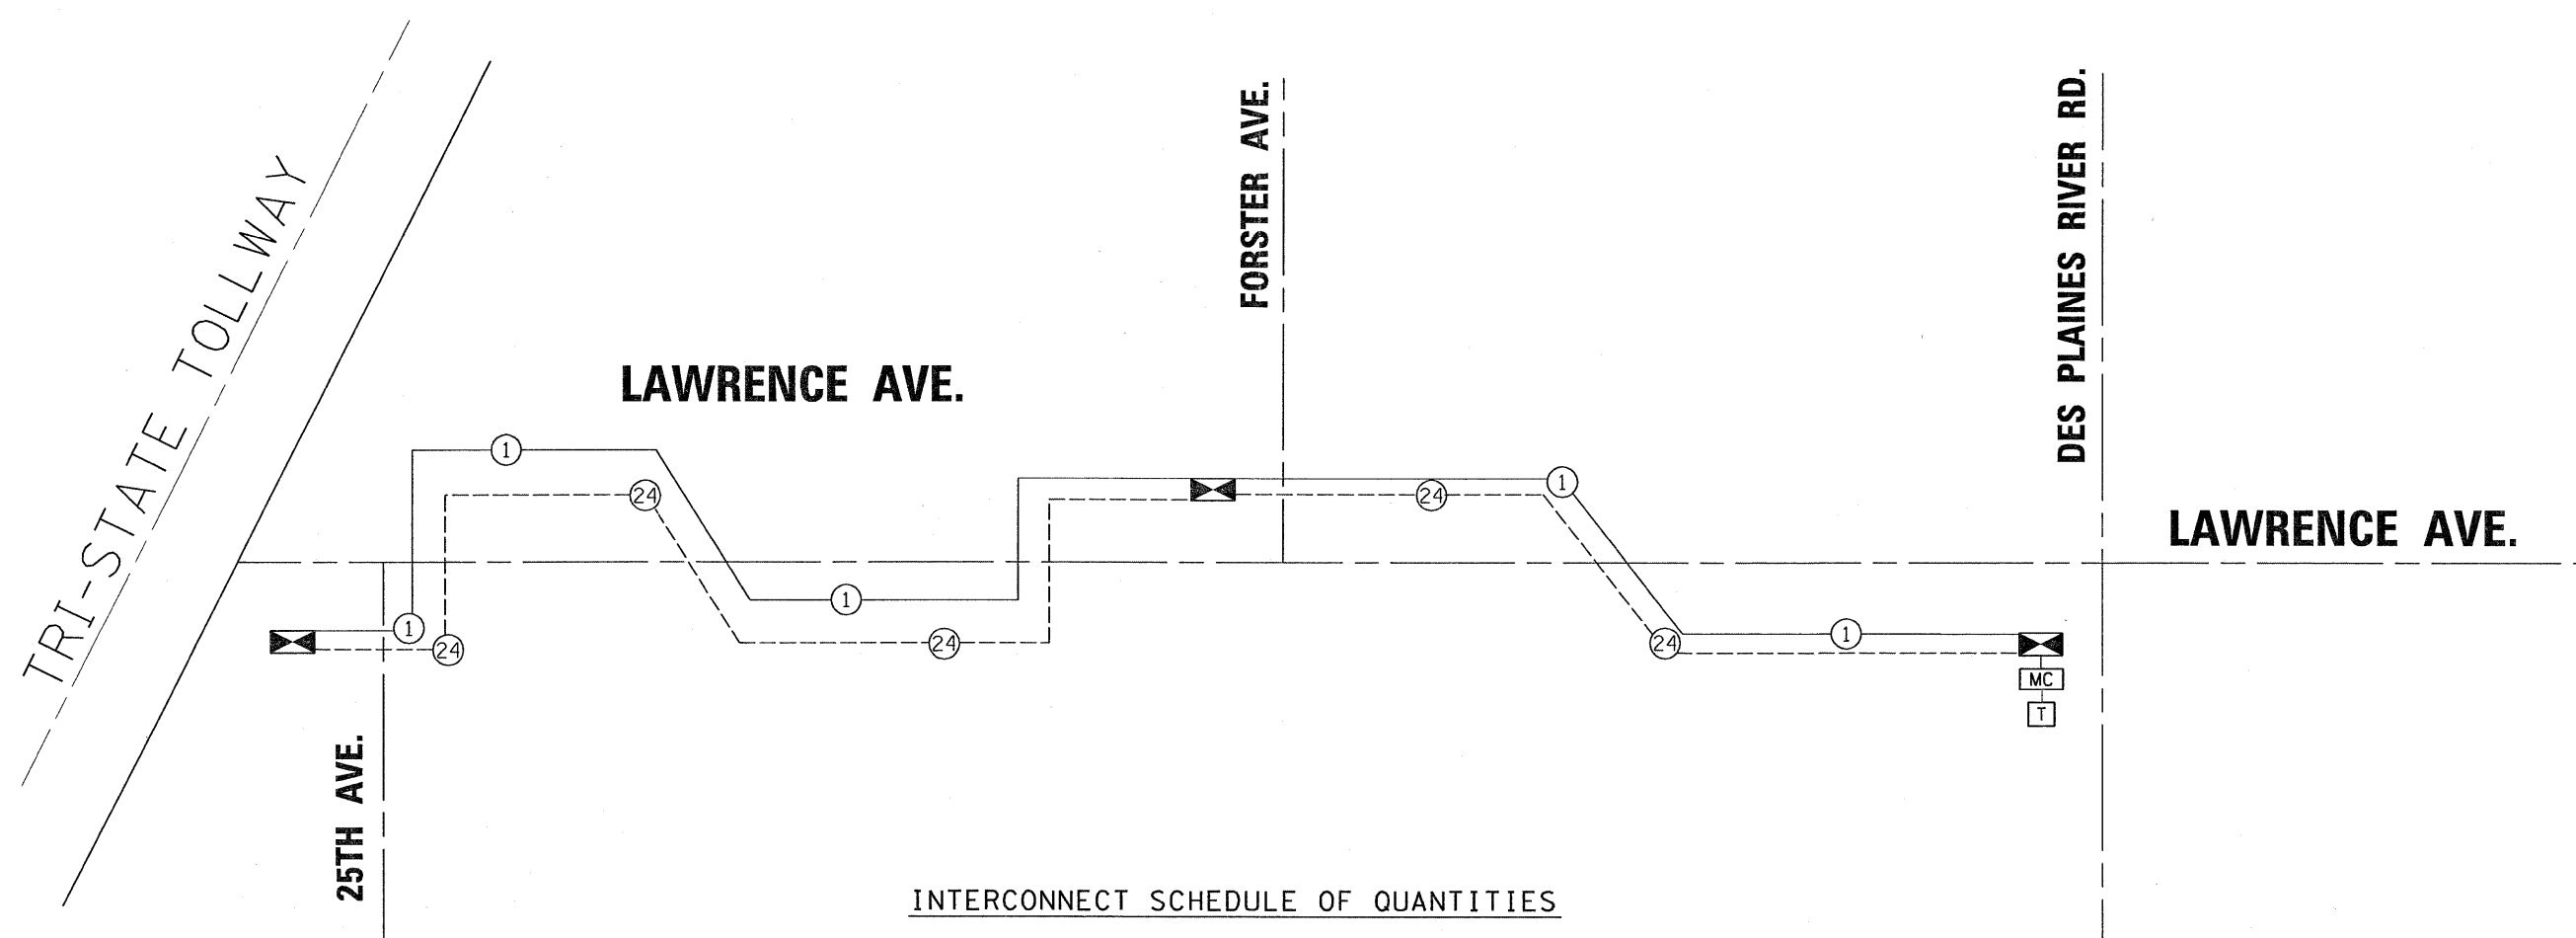 TRI-STATE TOLLWAY
FORSTER AVE.
DES PLAINES RIVER RD.
LAWRENCE AVE.
1
24
1
24
1
LAWRENCE AVE.
1
24
1
24
24
1
MC
T
25TH AVE.
INTERCONNECT SCHEDULE OF QUANTITIES